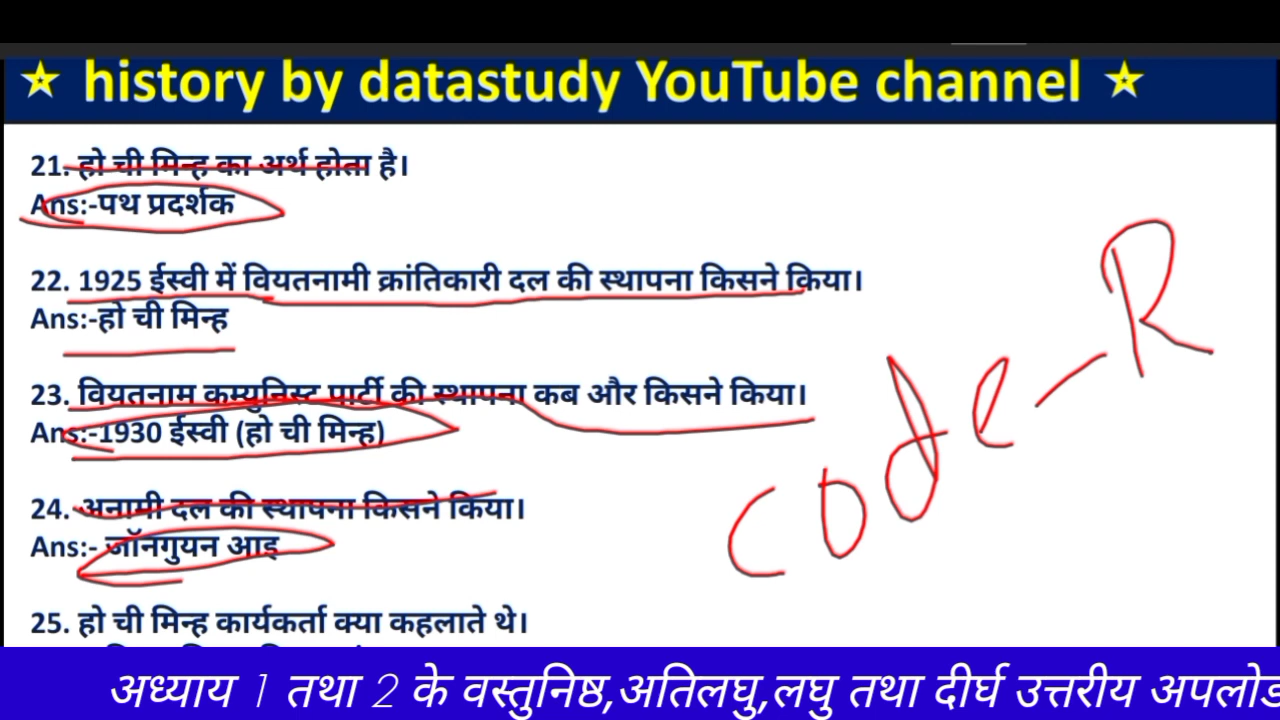 ★ history by datastudy YouTube channel ★
21. हो ची मिन्ह का अर्थ होता है।
Ans:-पथ प्रदर्शक
22. 1925 ईस्वी में वियतनामी क्रांतिकारी दल की स्थापना किसने किया।
Ans:-हो ची मिन्ह
23. वियतनाम कम्युनिस्ट पार्टी की स्थापना कब और किसने किया।
Ans:-1930 ईस्वी (हो ची मिन्ह)
24. अनामी दल की स्थापना किसने किया।
Ans:- जॉनगुयन आइ
25. हो ची मिन्ह कार्यकर्ता क्या कहलाते थे।
code-R
अध्याय 1 तथा 2 के वस्तुनिष्ठ,अतिलघु,लघु तथा दीर्घ उत्तरीय अपलोड